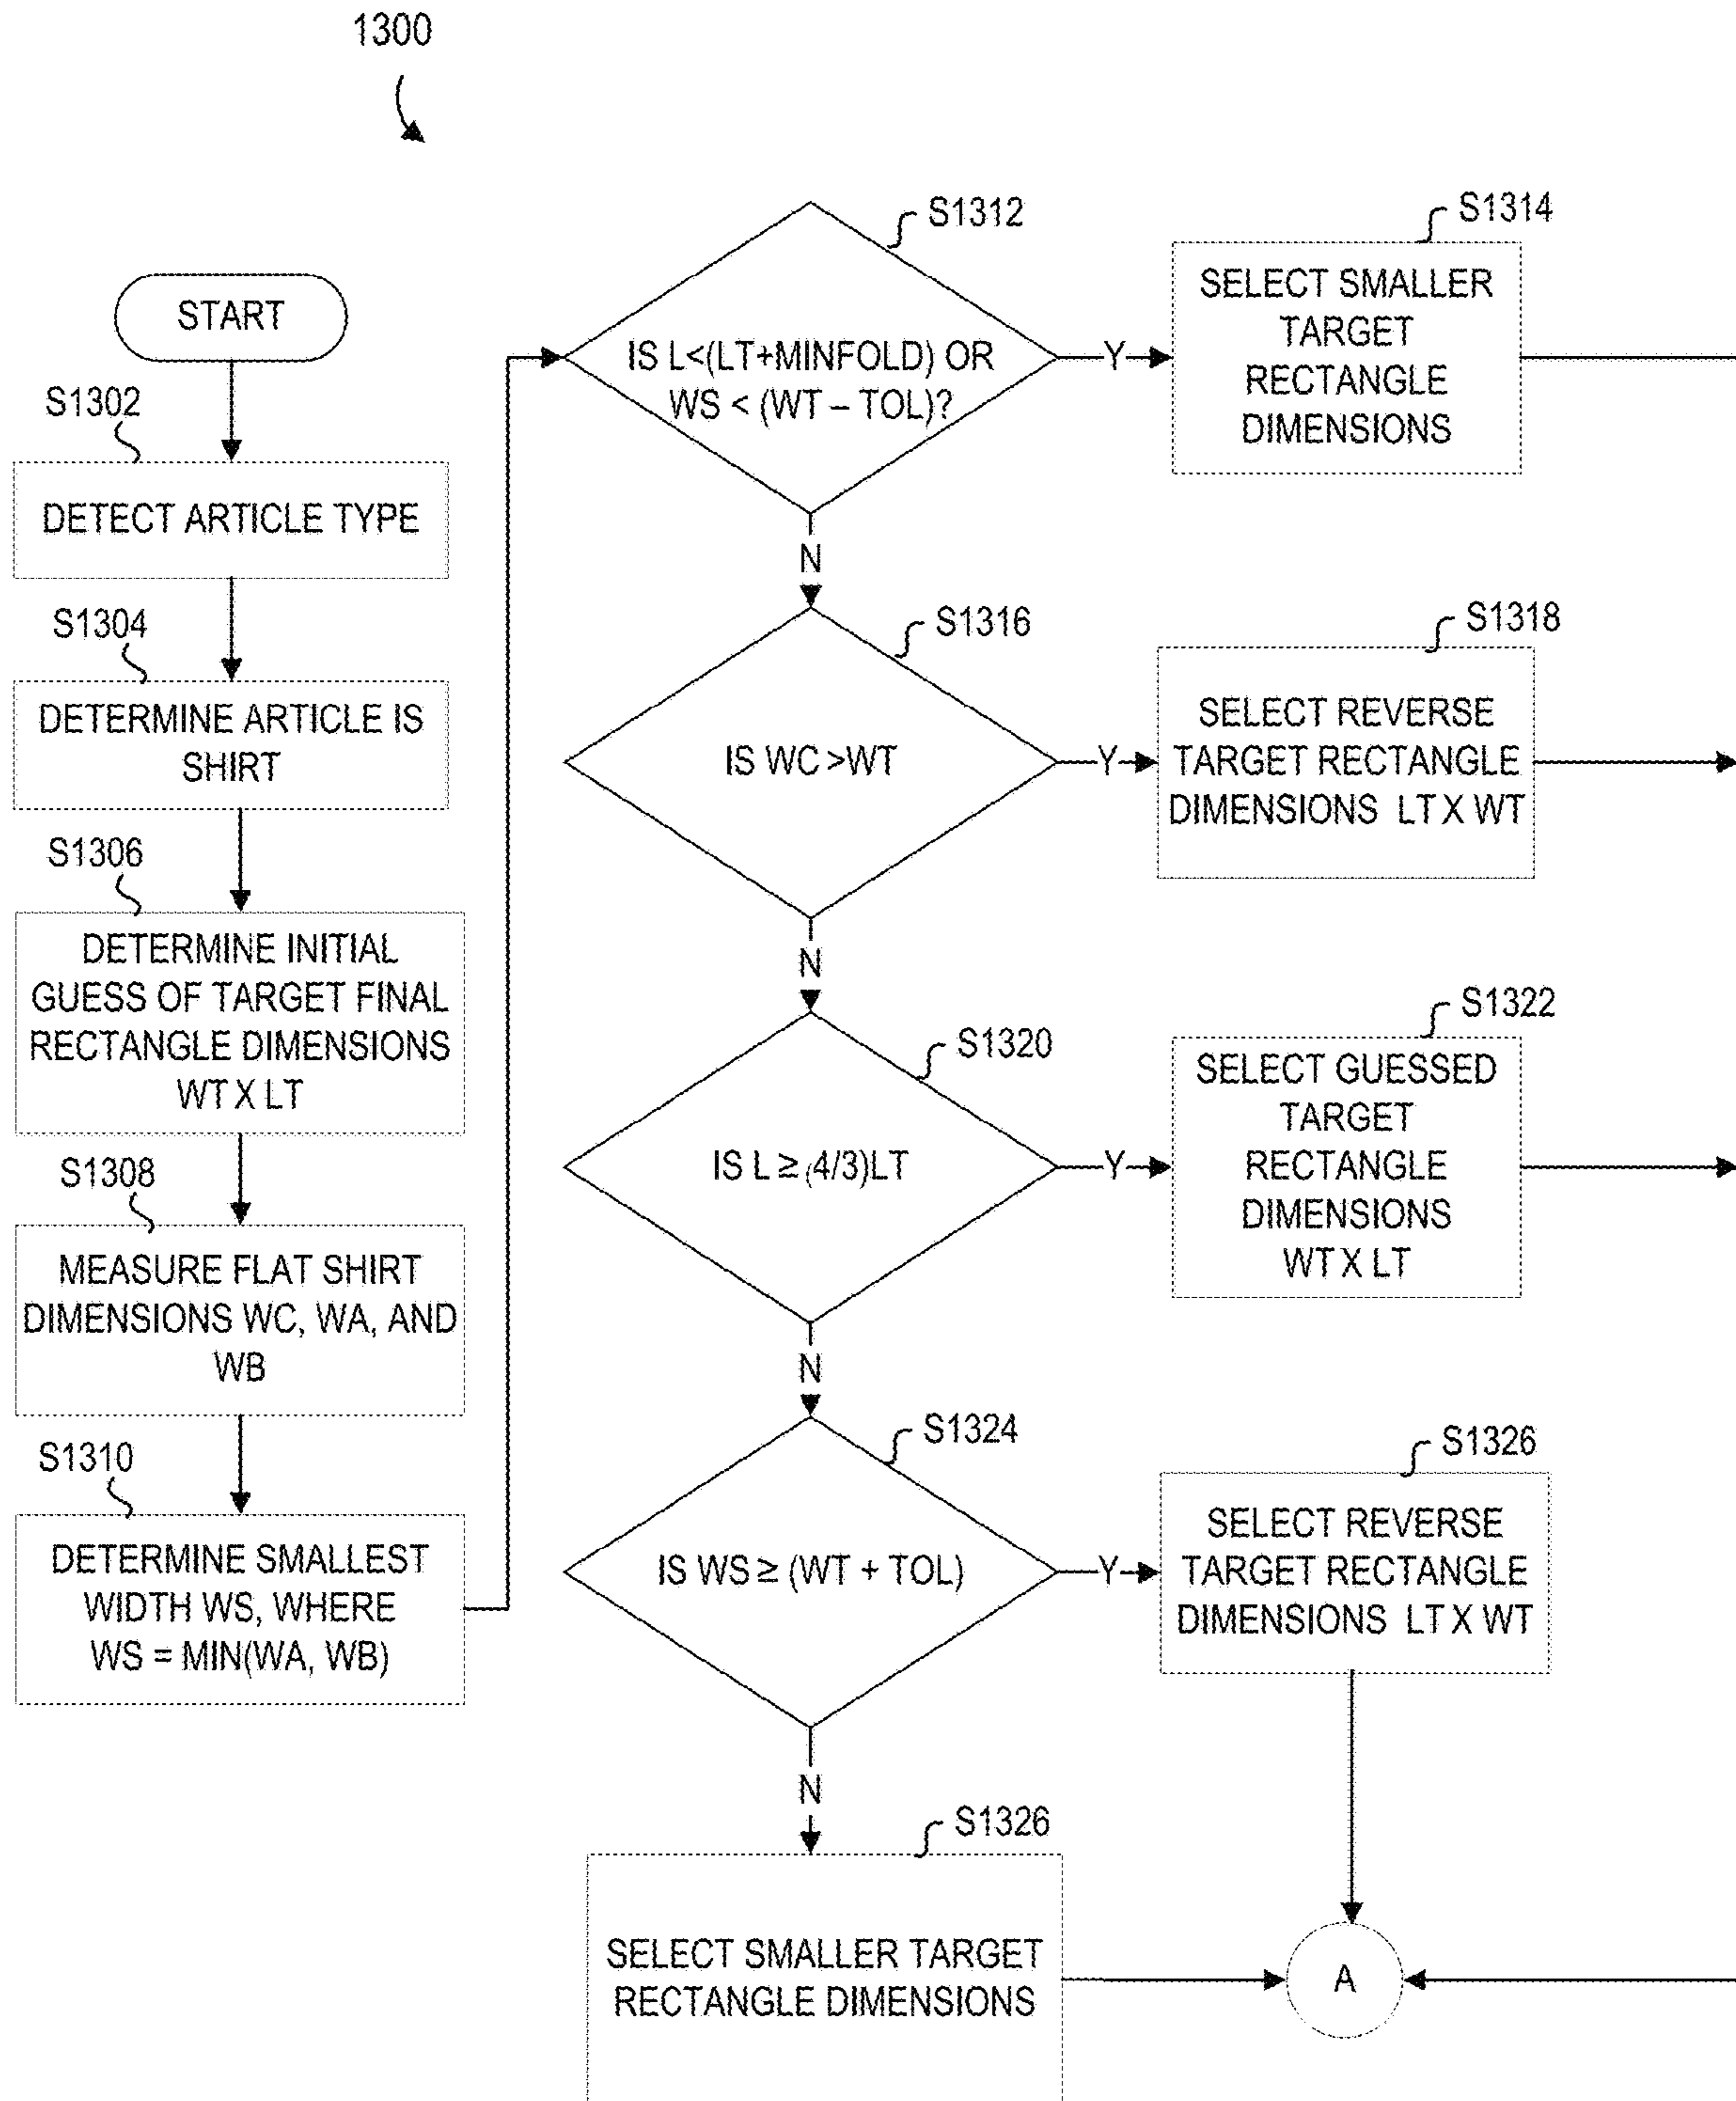 1300
START
S1302
DETECT ARTICLE TYPE
S1304
DETERMINE ARTICLE IS
SHIRT
S1306
DETERMINE INITIAL
GUESS OF TARGET FINAL
RECTANGLE DIMENSIONS
WT X LT
S1308
MEASURE FLAT SHIRT
DIMENSIONS WC, WA, AND
WB
S1310
DETERMINE SMALLEST
WIDTH WS, WHERE
WS = MIN(WA, WB)
S1312
IS L<(LT+MINFOLD) OR
WS < (WT – TOL)?
Y
N
S1314
SELECT SMALLER
TARGET
RECTANGLE
DIMENSIONS
S1316
IS WC >WT
Y
N
S1318
SELECT REVERSE
TARGET RECTANGLE
DIMENSIONS LT X WT
S1320
IS L ≥ (4/3)LT
Y
N
S1322
SELECT GUESSED
TARGET
RECTANGLE
DIMENSIONS
WT X LT
S1324
IS WS ≥ (WT + TOL)
Y
N
S1326
SELECT REVERSE
TARGET RECTANGLE
DIMENSIONS LT X WT
S1326
SELECT SMALLER TARGET
RECTANGLE DIMENSIONS
A